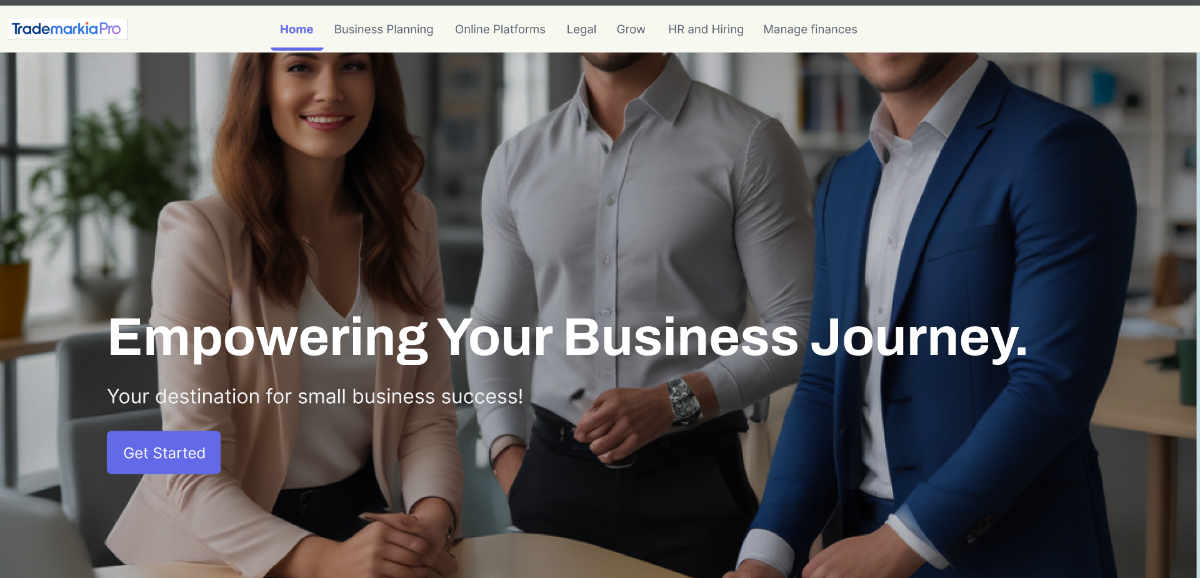 TrademarkiaPro
Home Business Planning Online Platforms Legal Grow HR and Hiring Manage finances
Empowering Your Business Journey.
Your destination for small business success!
Get Started